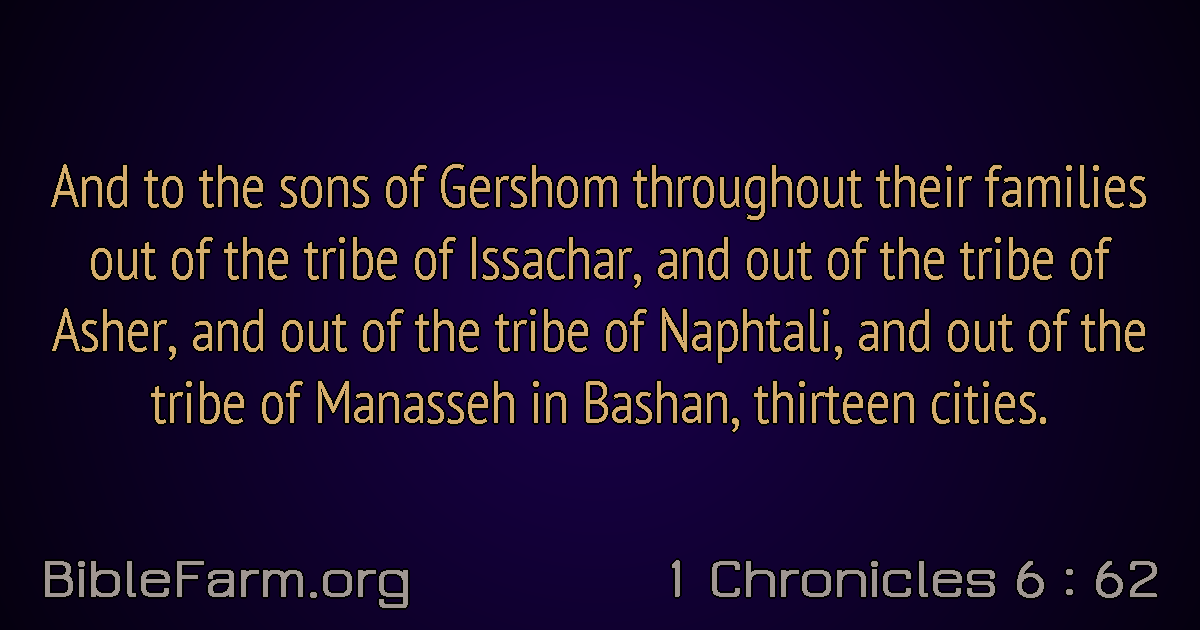 And to the sons of Gershom throughout their families
out of the tribe of Issachar, and out of the tribe of
Asher, and out of the tribe of Naphtali, and out of the
tribe of Manasseh in Bashan, thirteen cities.
BibleFarm.org
1 Chronicles 6 : 62